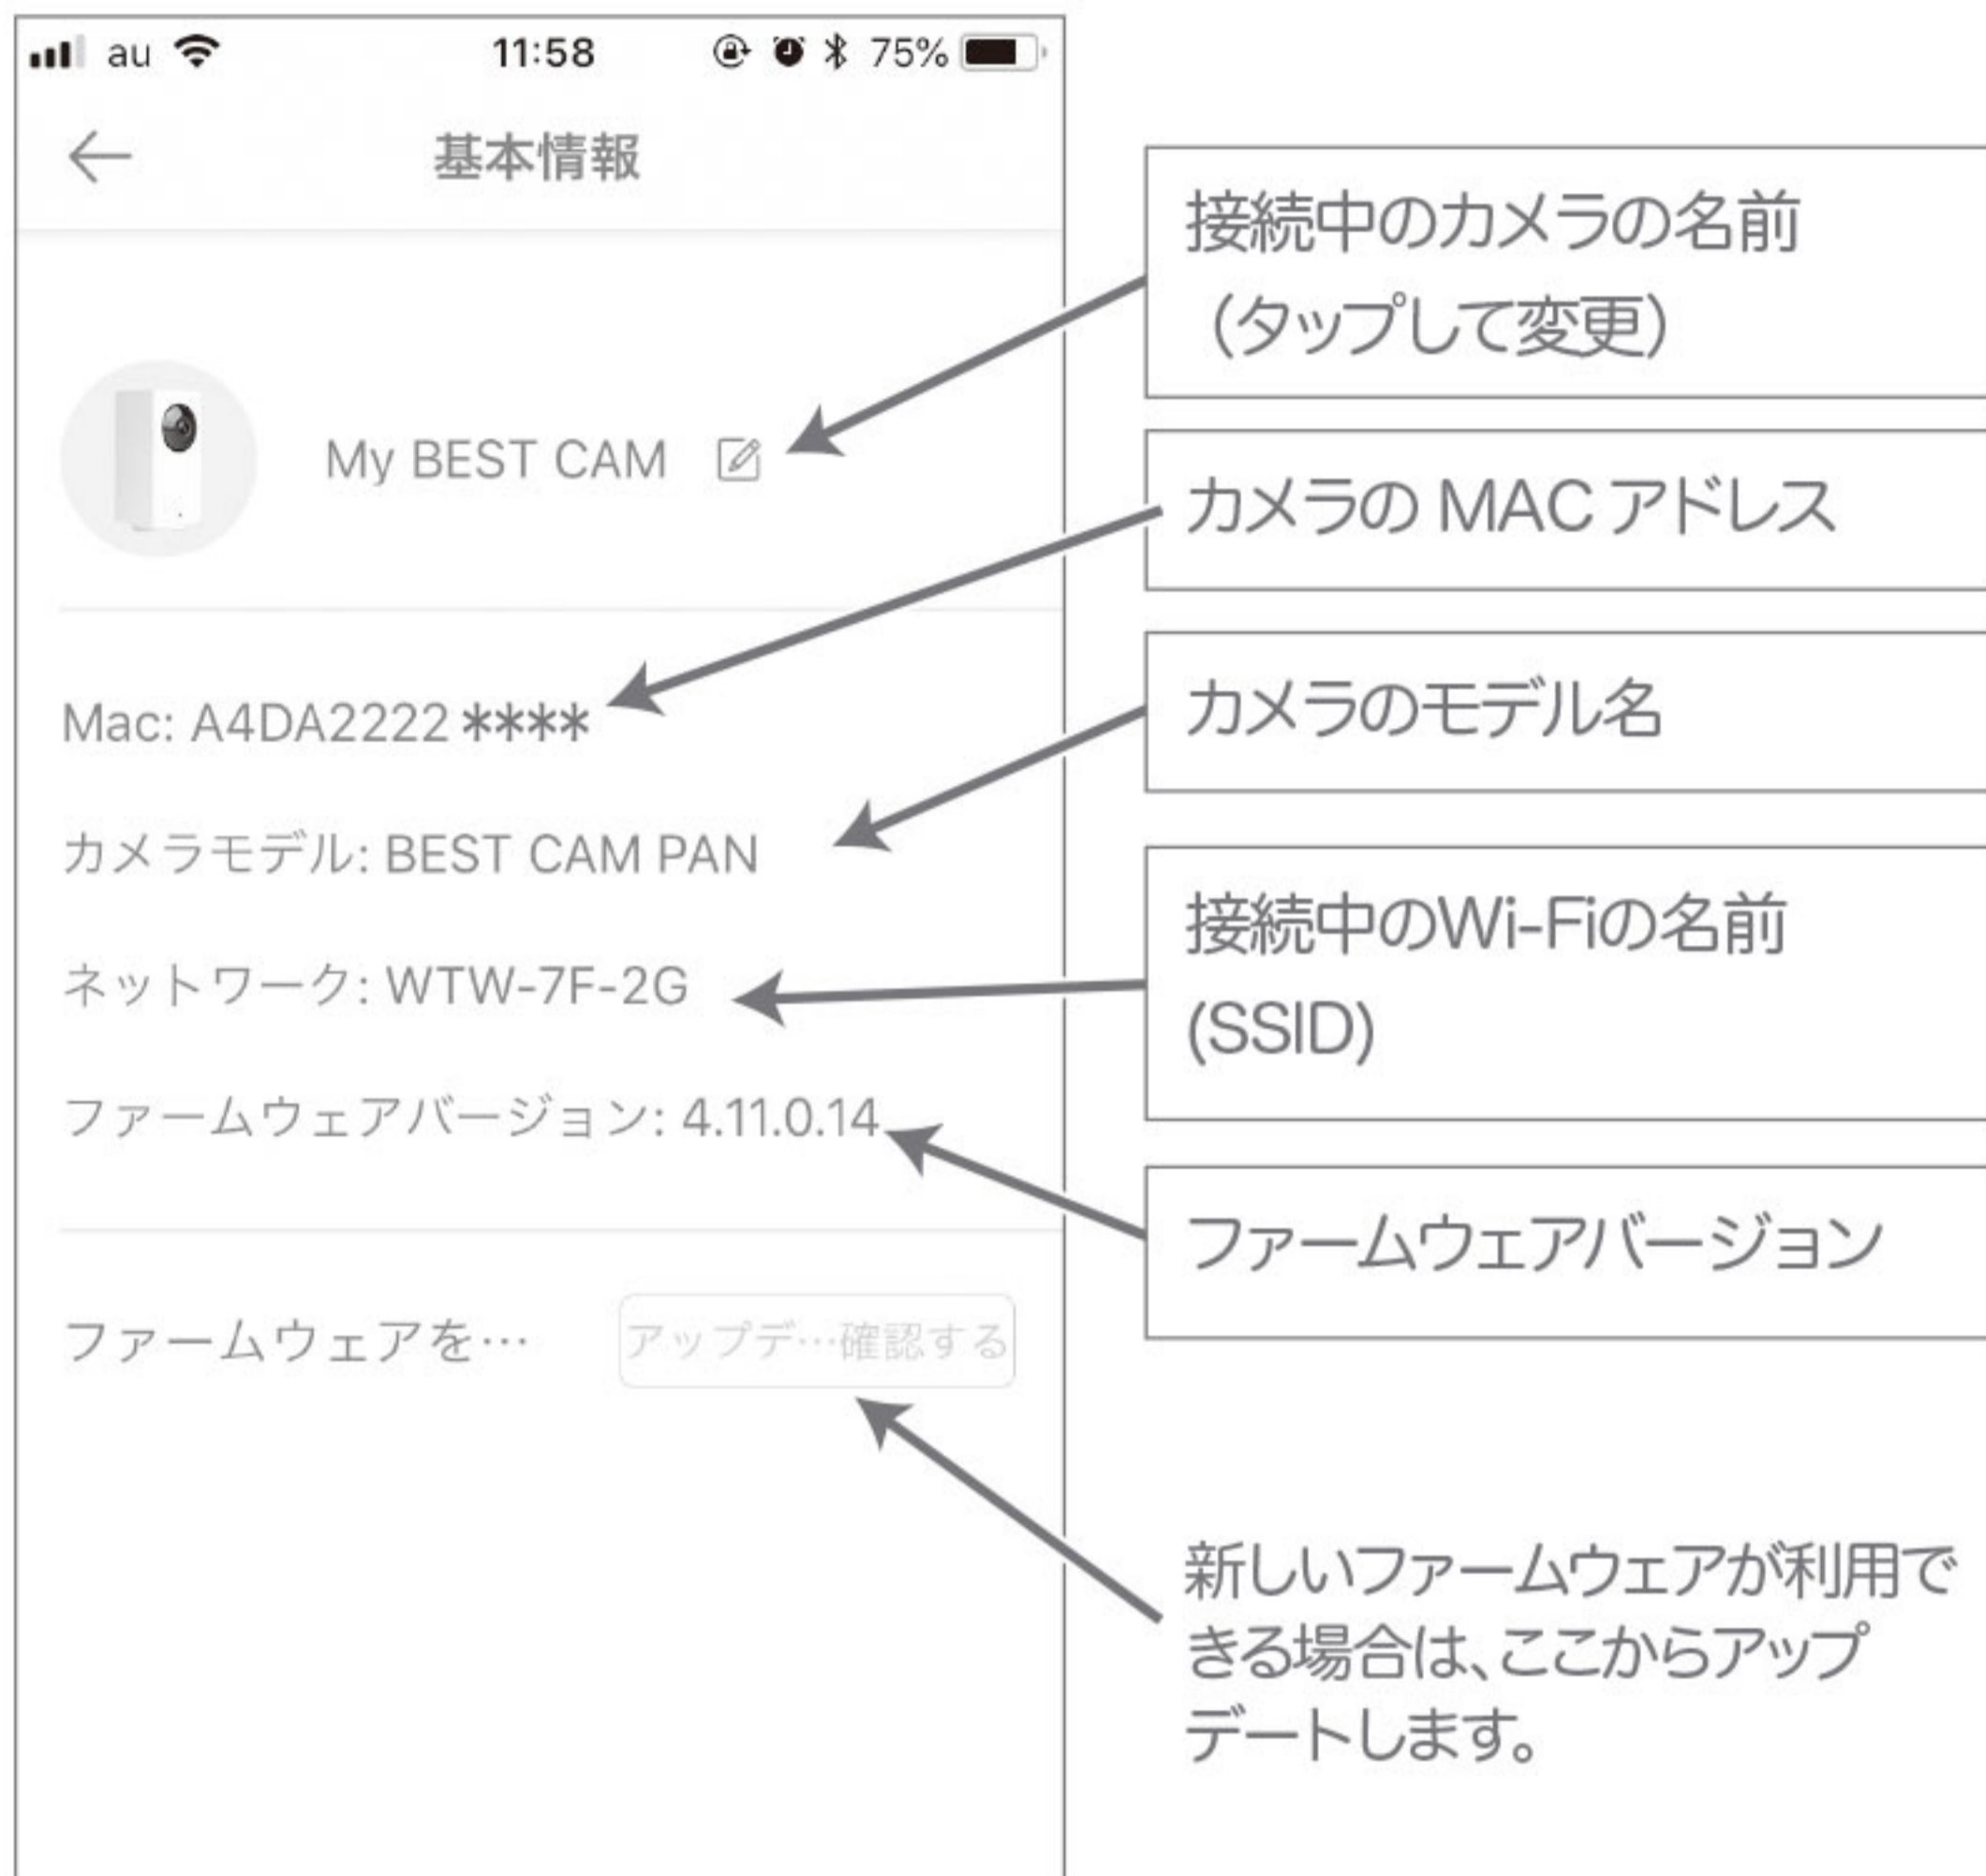 au 11:58 75%
基本情報
My BEST CAM
Mac: A4DA2222 ****
カメラモデル: BEST CAM PAN
ネットワーク: WTW-7F-2G
ファームウェアバージョン: 4.11.0.14
ファームウェアを… アップデ…確認する
接続中のカメラの名前
（タップして変更）
カメラの MAC アドレス
カメラのモデル名
接続中のWi-Fiの名前
(SSID)
ファームウェアバージョン
新しいファームウェアが利用で
きる場合は、ここからアップ
デートします。